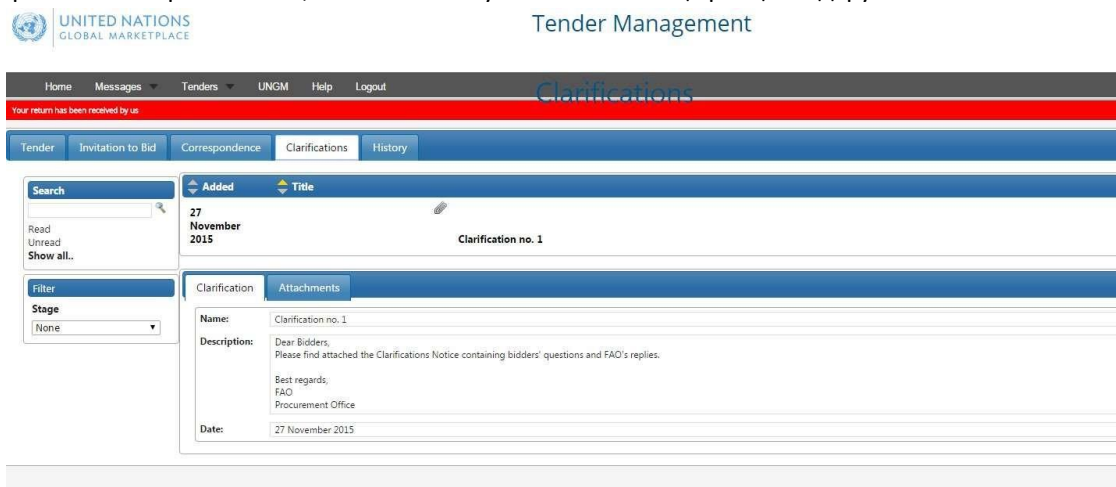 UNITED NATIONS
GLOBAL MARKETPLACE
Tender Management
Home Messages Tenders UNGM Help Logout
Clarifications
Your return has been received by us
Tender Invitation to Bid Correspondence Clarifications History
Search
Read
Unread
Show all..
Filter
Stage
None
Added Title
27
November
2015
Clarification no. 1
Clarification Attachments
Name: Clarification no. 1
Description: Dear Bidders,
Please find attached the Clarifications Notice containing bidders' questions and FAO's replies.
Best regards,
FAO
Procurement Office
Date: 27 November 2015